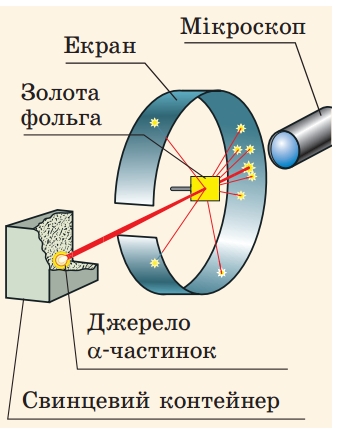 Мікроскоп
Екран
Золота
фольга
Джерело
α-частинок
Свинцевий контейнер